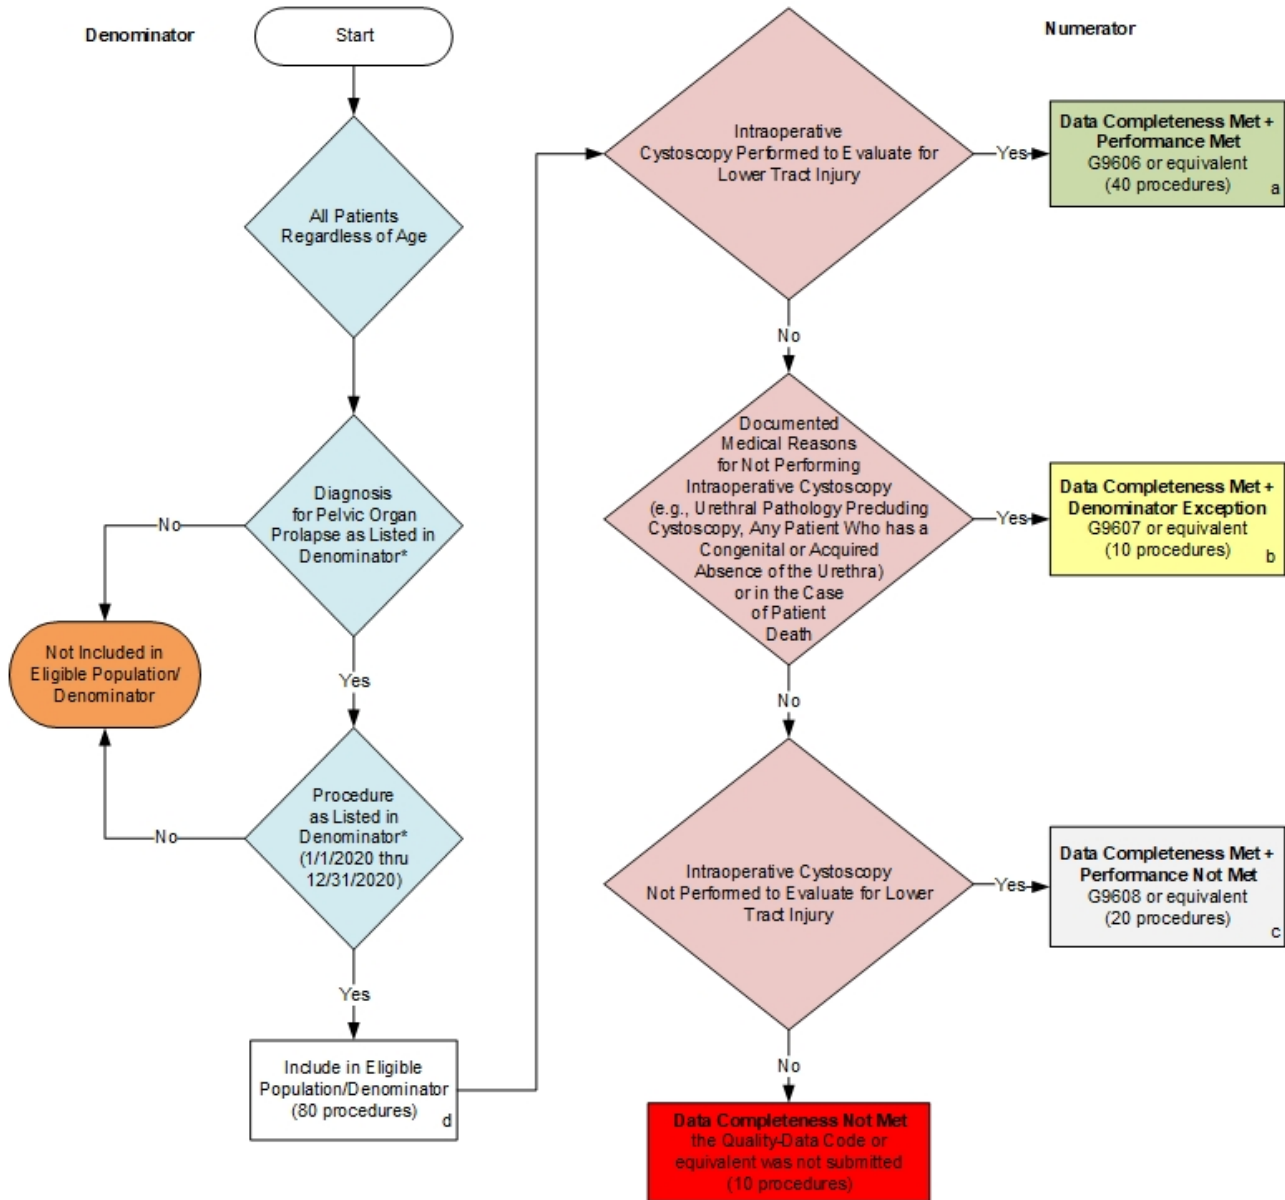 Denominator
Start
All Patients
Regardless of Age
Diagnosis
for Pelvic Organ
Prolapse as Listed in
Denominator*
No
Not Included in
Eligible Population/
Denominator
Yes
Procedure
as Listed in
Denominator*
(1/1/2020 thru
12/31/2020)
No
Yes
Include in Eligible
Population/Denominator
(80 procedures)
d
Numerator
Intraoperative
Cystoscopy Performed to Evaluate for
Lower Tract Injury
Yes
Data Completeness Met +
Performance Met
G9606 or equivalent
(40 procedures)
a
No
Documented
Medical Reasons
for Not Performing
Intraoperative Cystoscopy
(e.g., Urethral Pathology Precluding
Cystoscopy, Any Patient Who has a
Congenital or Acquired
Absence of the Urethra)
or in the Case
of Patient
Death
Yes
Data Completeness Met +
Denominator Exception
G9607 or equivalent
(10 procedures)
b
No
Intraoperative Cystoscopy
Not Performed to Evaluate for Lower
Tract Injury
Yes
Data Completeness Met +
Performance Not Met
G9608 or equivalent
(20 procedures)
c
No
Data Completeness Not Met
the Quality-Data Code or
equivalent was not submitted
(10 procedures)